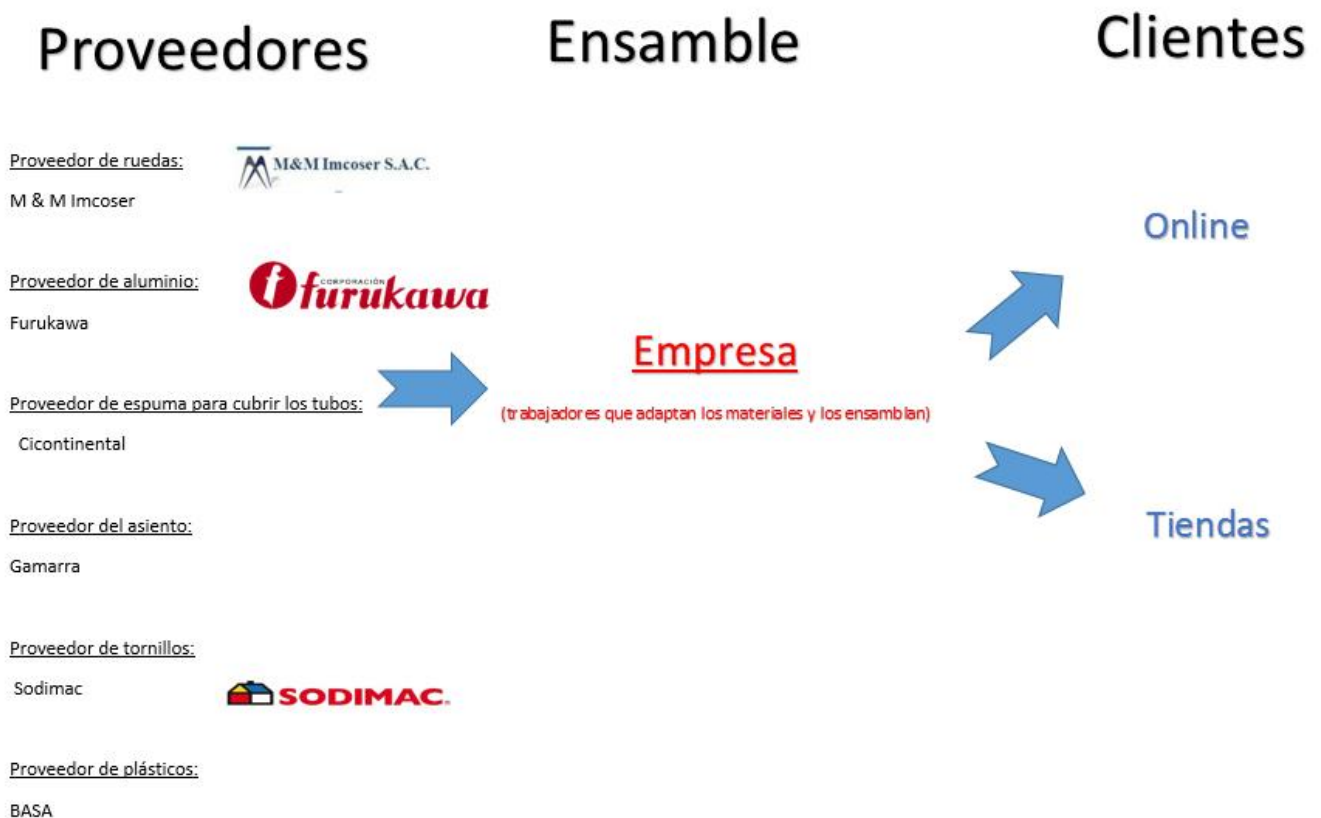 Proveedores
Ensamble
Clientes
Proveedor de ruedas:
M&M Imcoser S.A.C.
M & M Imcoser
Online
Proveedor de aluminio:
CORPORACIÓN
furukawa
Furukawa
Empresa
(trabajadores que adaptan los materiales y los ensamblan)
Proveedor de espuma para cubrir los tubos:
Cicontinental
Proveedor del asiento:
Gamarra
Tiendas
Proveedor de tornillos:
Sodimac
SODIMAC.
Proveedor de plásticos:
BASA